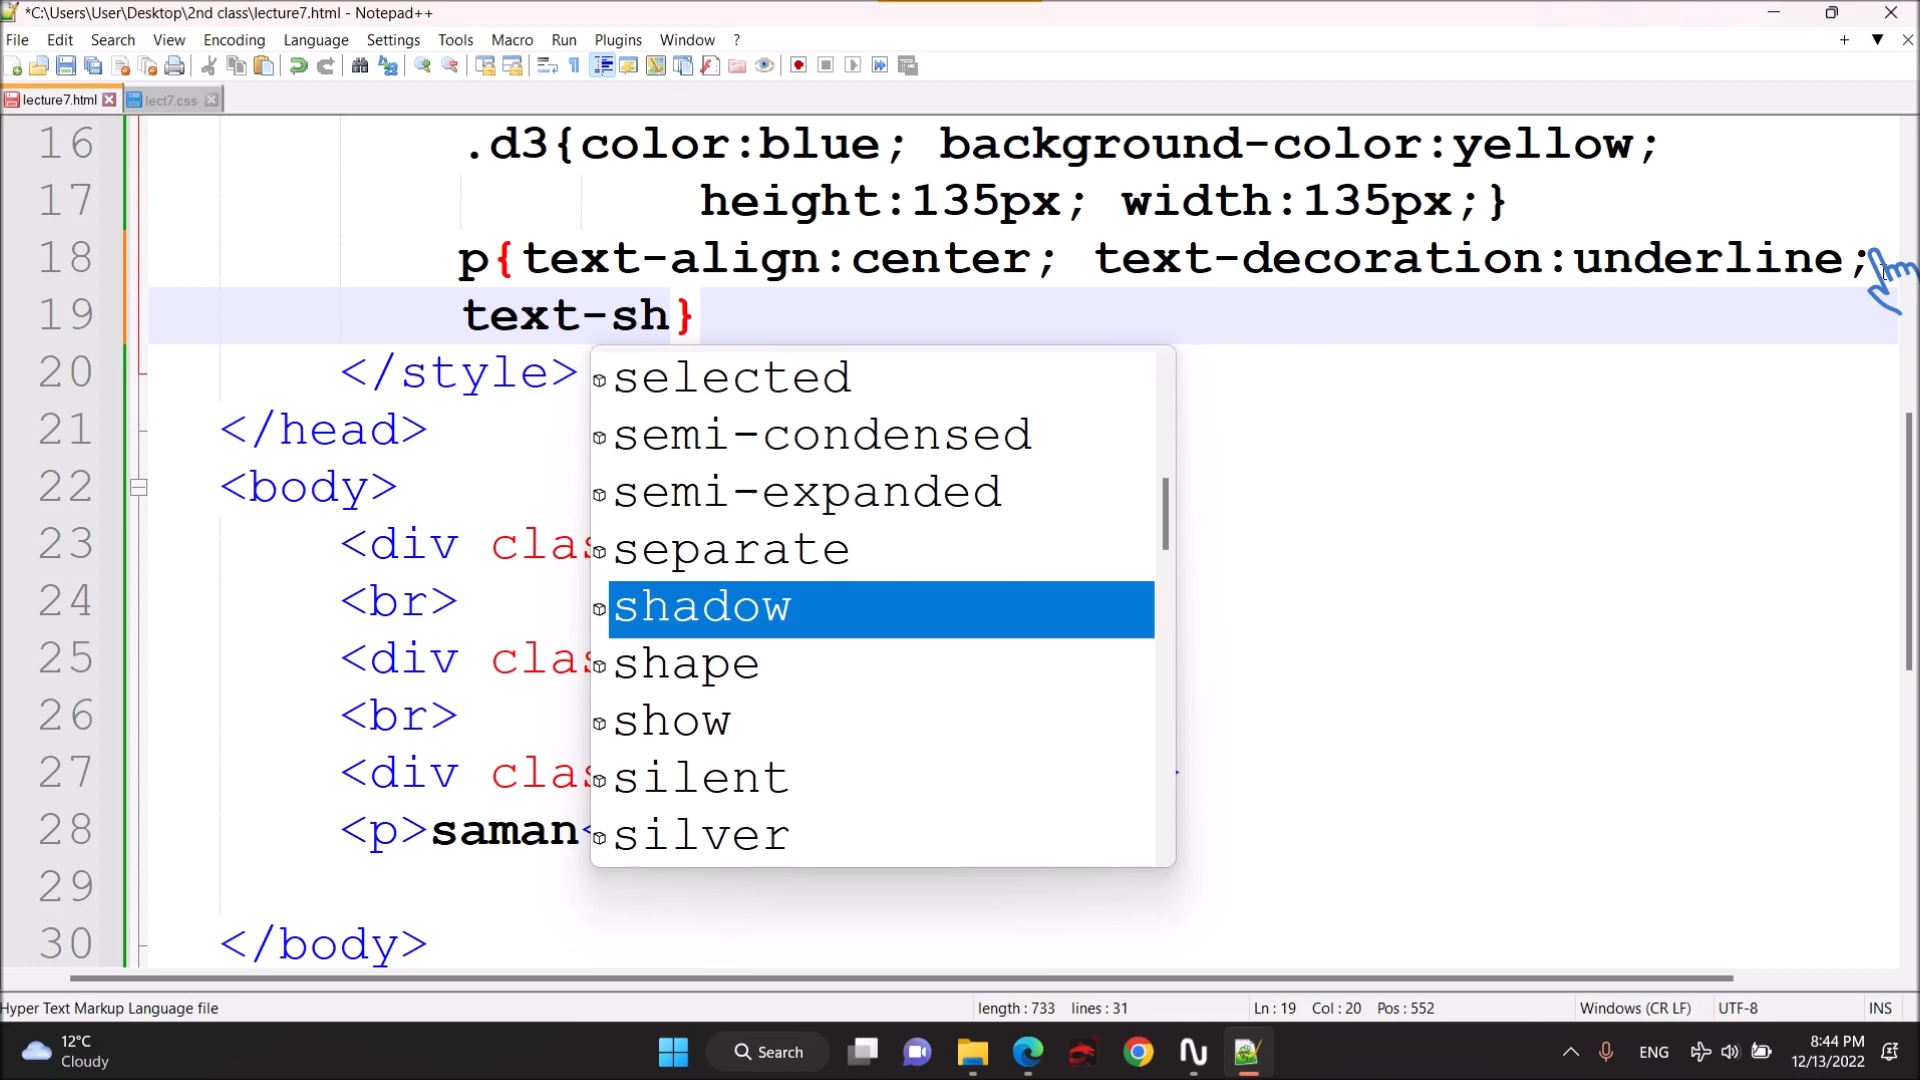 *C:\Users\User\Desktop\2nd class\lecture7.html - Notepad++
File Edit Search View Encoding Language Settings Tools Macro Run Plugins Window ?
lecture7.html lect7.css
16 .d3{color:blue; background-color:yellow;
17 height:135px; width:135px;}
18 p{text-align:center; text-decoration:underline;
19 text-sh}
20 </style>
21 </head>
22 <body>
23 <div clas
24 <br>
25 <div clas
26 <br>
27 <div clas >
28 <p>saman<
29
30 </body>
selected
semi-condensed
semi-expanded
separate
shadow
shape
show
silent
silver
Hyper Text Markup Language file length : 733 lines : 31 Ln : 19 Col : 20 Pos : 552 Windows (CR LF) UTF-8 INS
12°C
Cloudy
Search
ENG
8:44 PM
12/13/2022